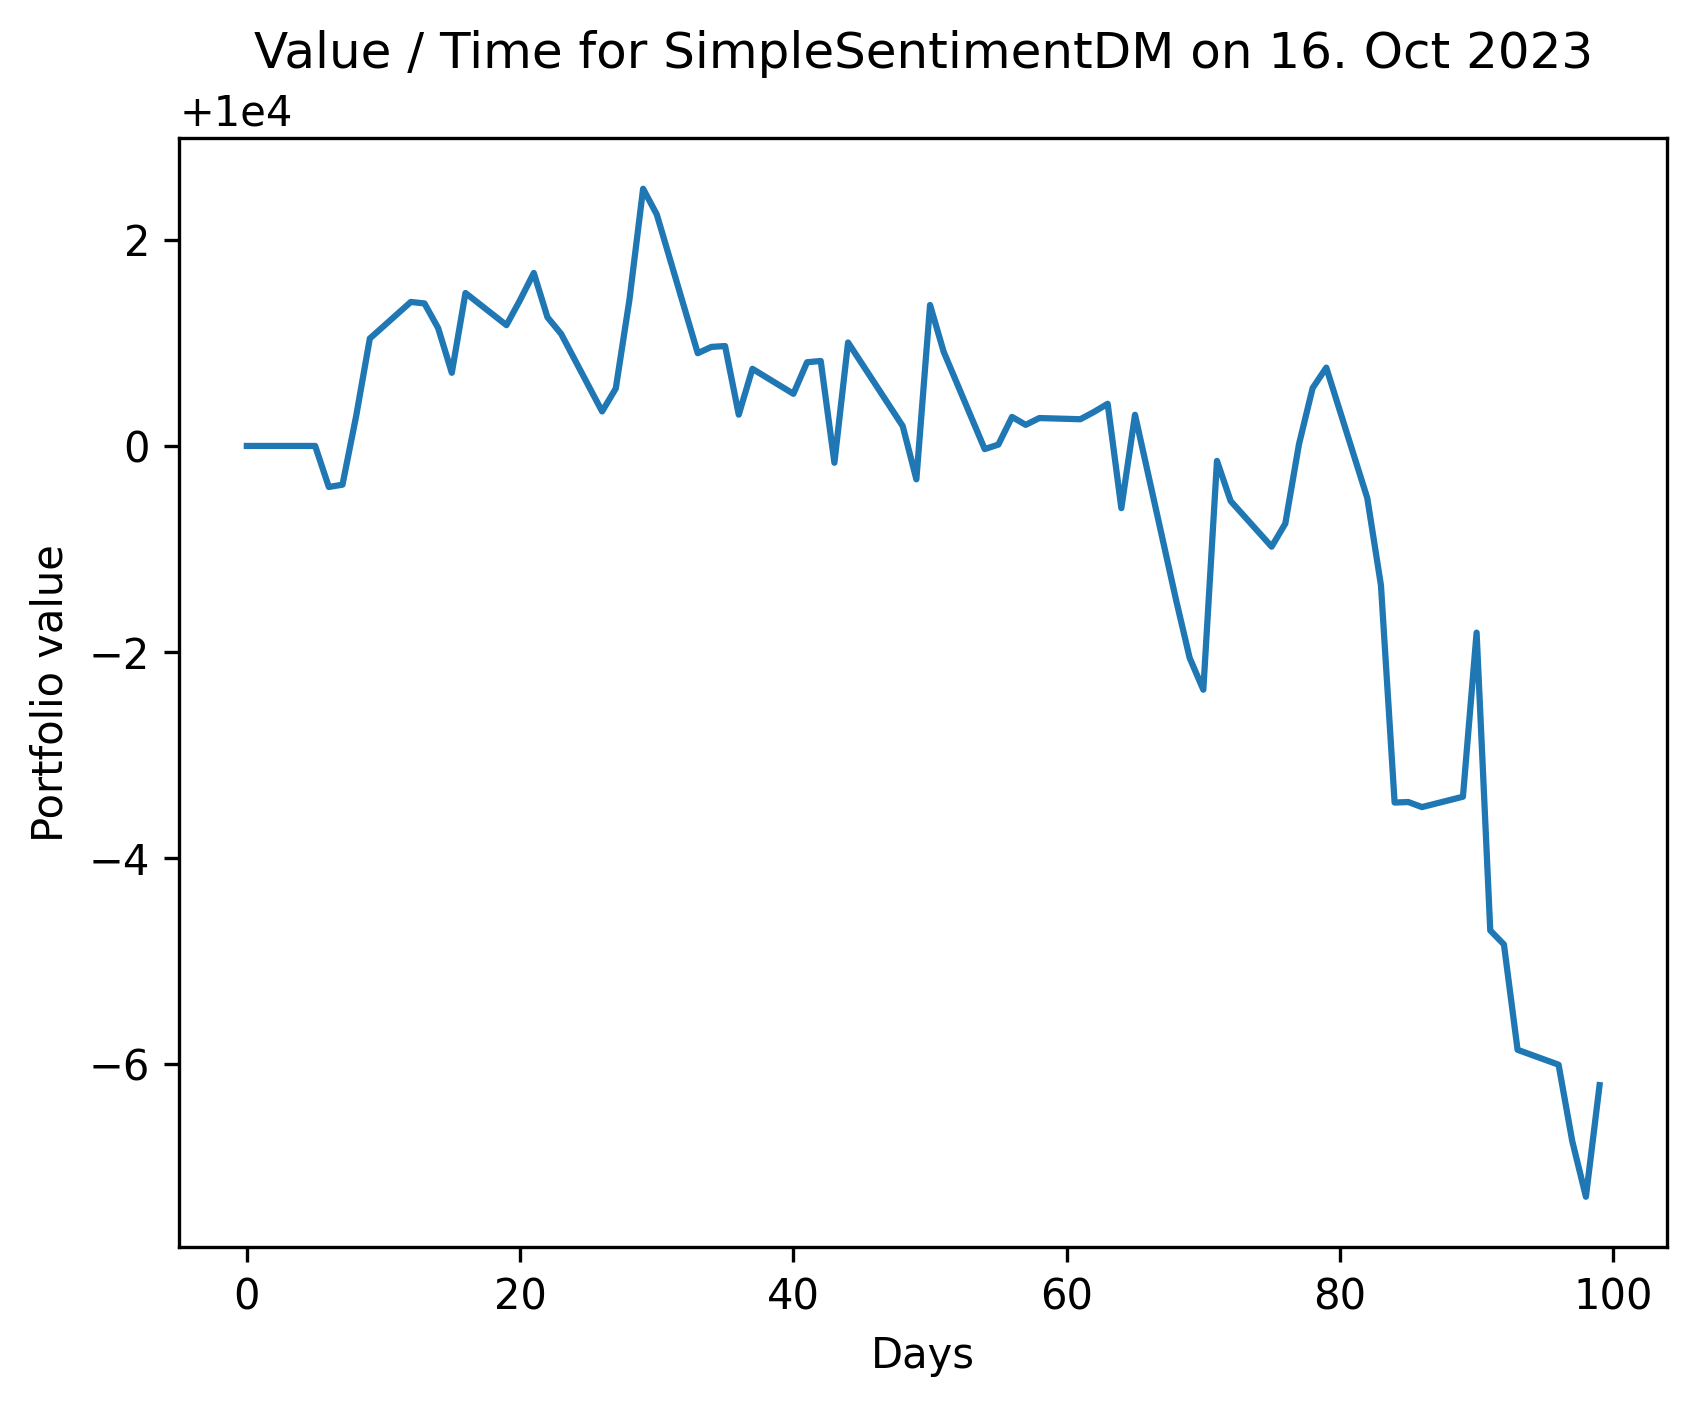 Value / Time for SimpleSentimentDM on 16. Oct 2023
+1e4
2
0
−2
−4
−6
Portfolio value
0 20 40 60 80 100
Days